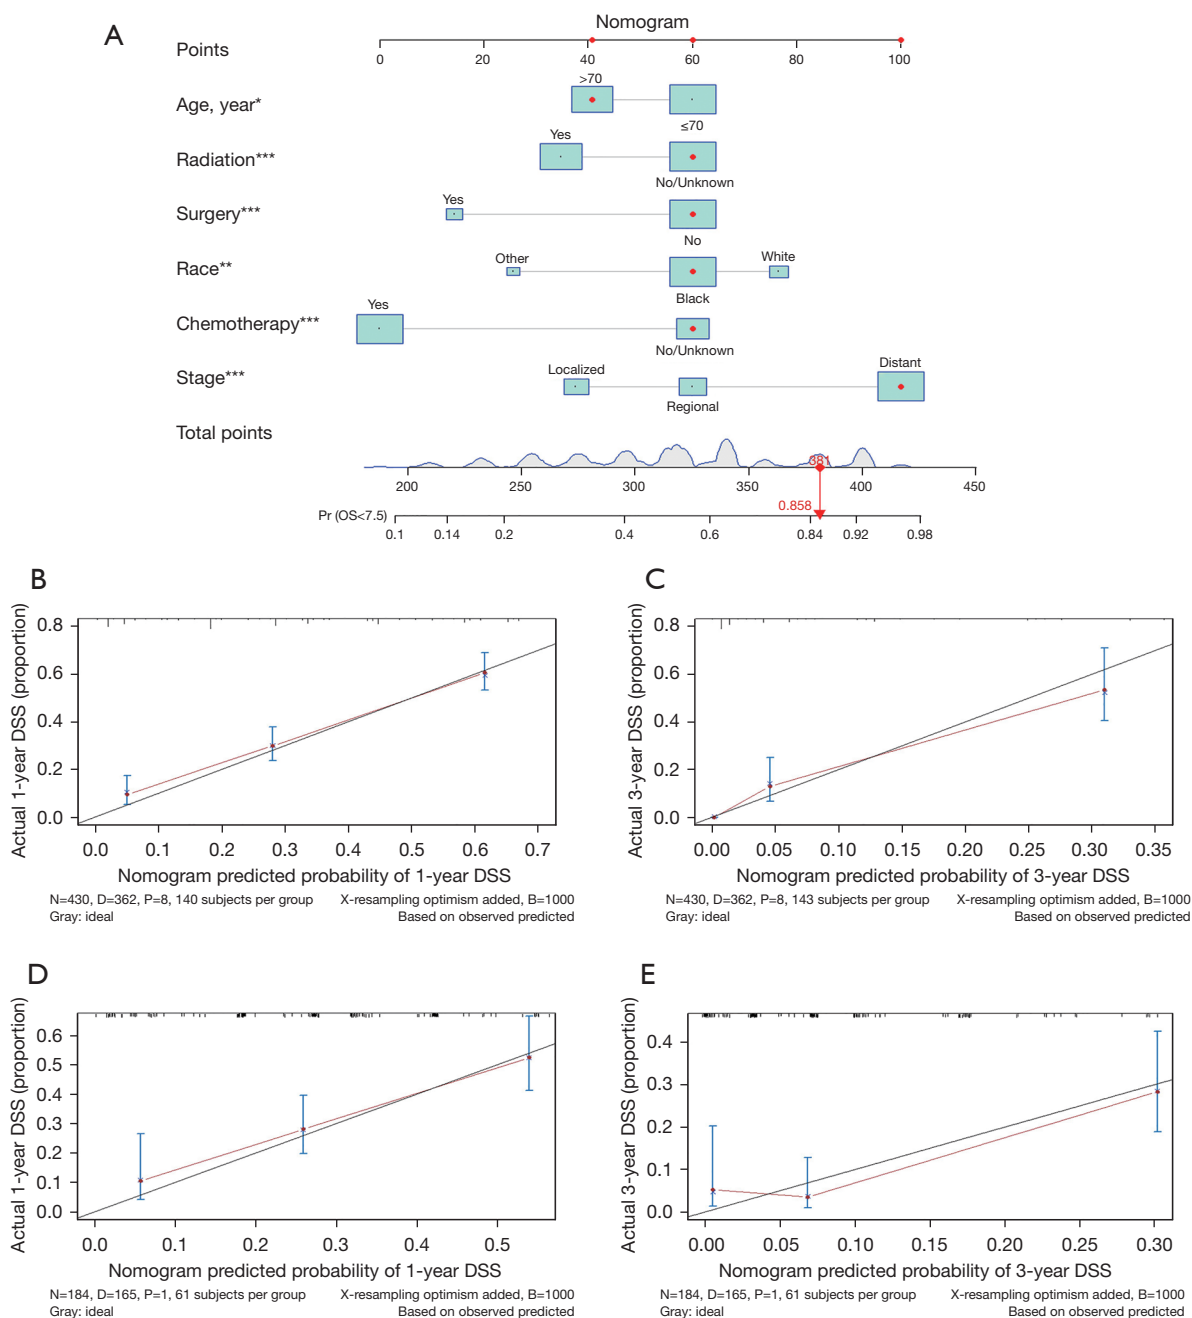 A
Nomogram
Points
0 20 40 60 80 100
>70
Age, year*
≤70
Yes
Radiation***
No/Unknown
Yes
Surgery***
No
Other White
Race**
Black
Yes
Chemotherapy***
No/Unknown
Distant
Localized
Stage***
Regional
Total points
381
200 250 300 350 400 450
0.858
Pr (OS<7.5)
0.1 0.14 0.2 0.4 0.6 0.84 0.92 0.98
B
Actual 1-year DSS (proportion)
0.8
0.6
0.4
0.2
0.0
0.0 0.1 0.2 0.3 0.4 0.5 0.6 0.7
Nomogram predicted probability of 1-year DSS
N=430, D=362, P=8, 140 subjects per group X-resampling optimism added, B=1000
Gray: ideal Based on observed predicted
C
Actual 3-year DSS (proportion)
0.8
0.6
0.4
0.2
0.0
0.00 0.05 0.10 0.15 0.20 0.25 0.30 0.35
Nomogram predicted probability of 3-year DSS
N=430, D=362, P=8, 143 subjects per group X-resampling optimism added, B=1000
Gray: ideal Based on observed predicted
D
Actual 1-year DSS (proportion)
0.6
0.5
0.4
0.3
0.2
0.1
0.0
0.0 0.1 0.2 0.3 0.4 0.5
Nomogram predicted probability of 1-year DSS
N=184, D=165, P=1, 61 subjects per group X-resampling optimism added, B=1000
Gray: ideal Based on observed predicted
E
Actual 3-year DSS (proportion)
0.4
0.3
0.2
0.1
0.0
0.00 0.05 0.10 0.15 0.20 0.25 0.30
Nomogram predicted probability of 3-year DSS
N=184, D=165, P=1, 61 subjects per group X-resampling optimism added, B=1000
Gray: ideal Based on observed predicted